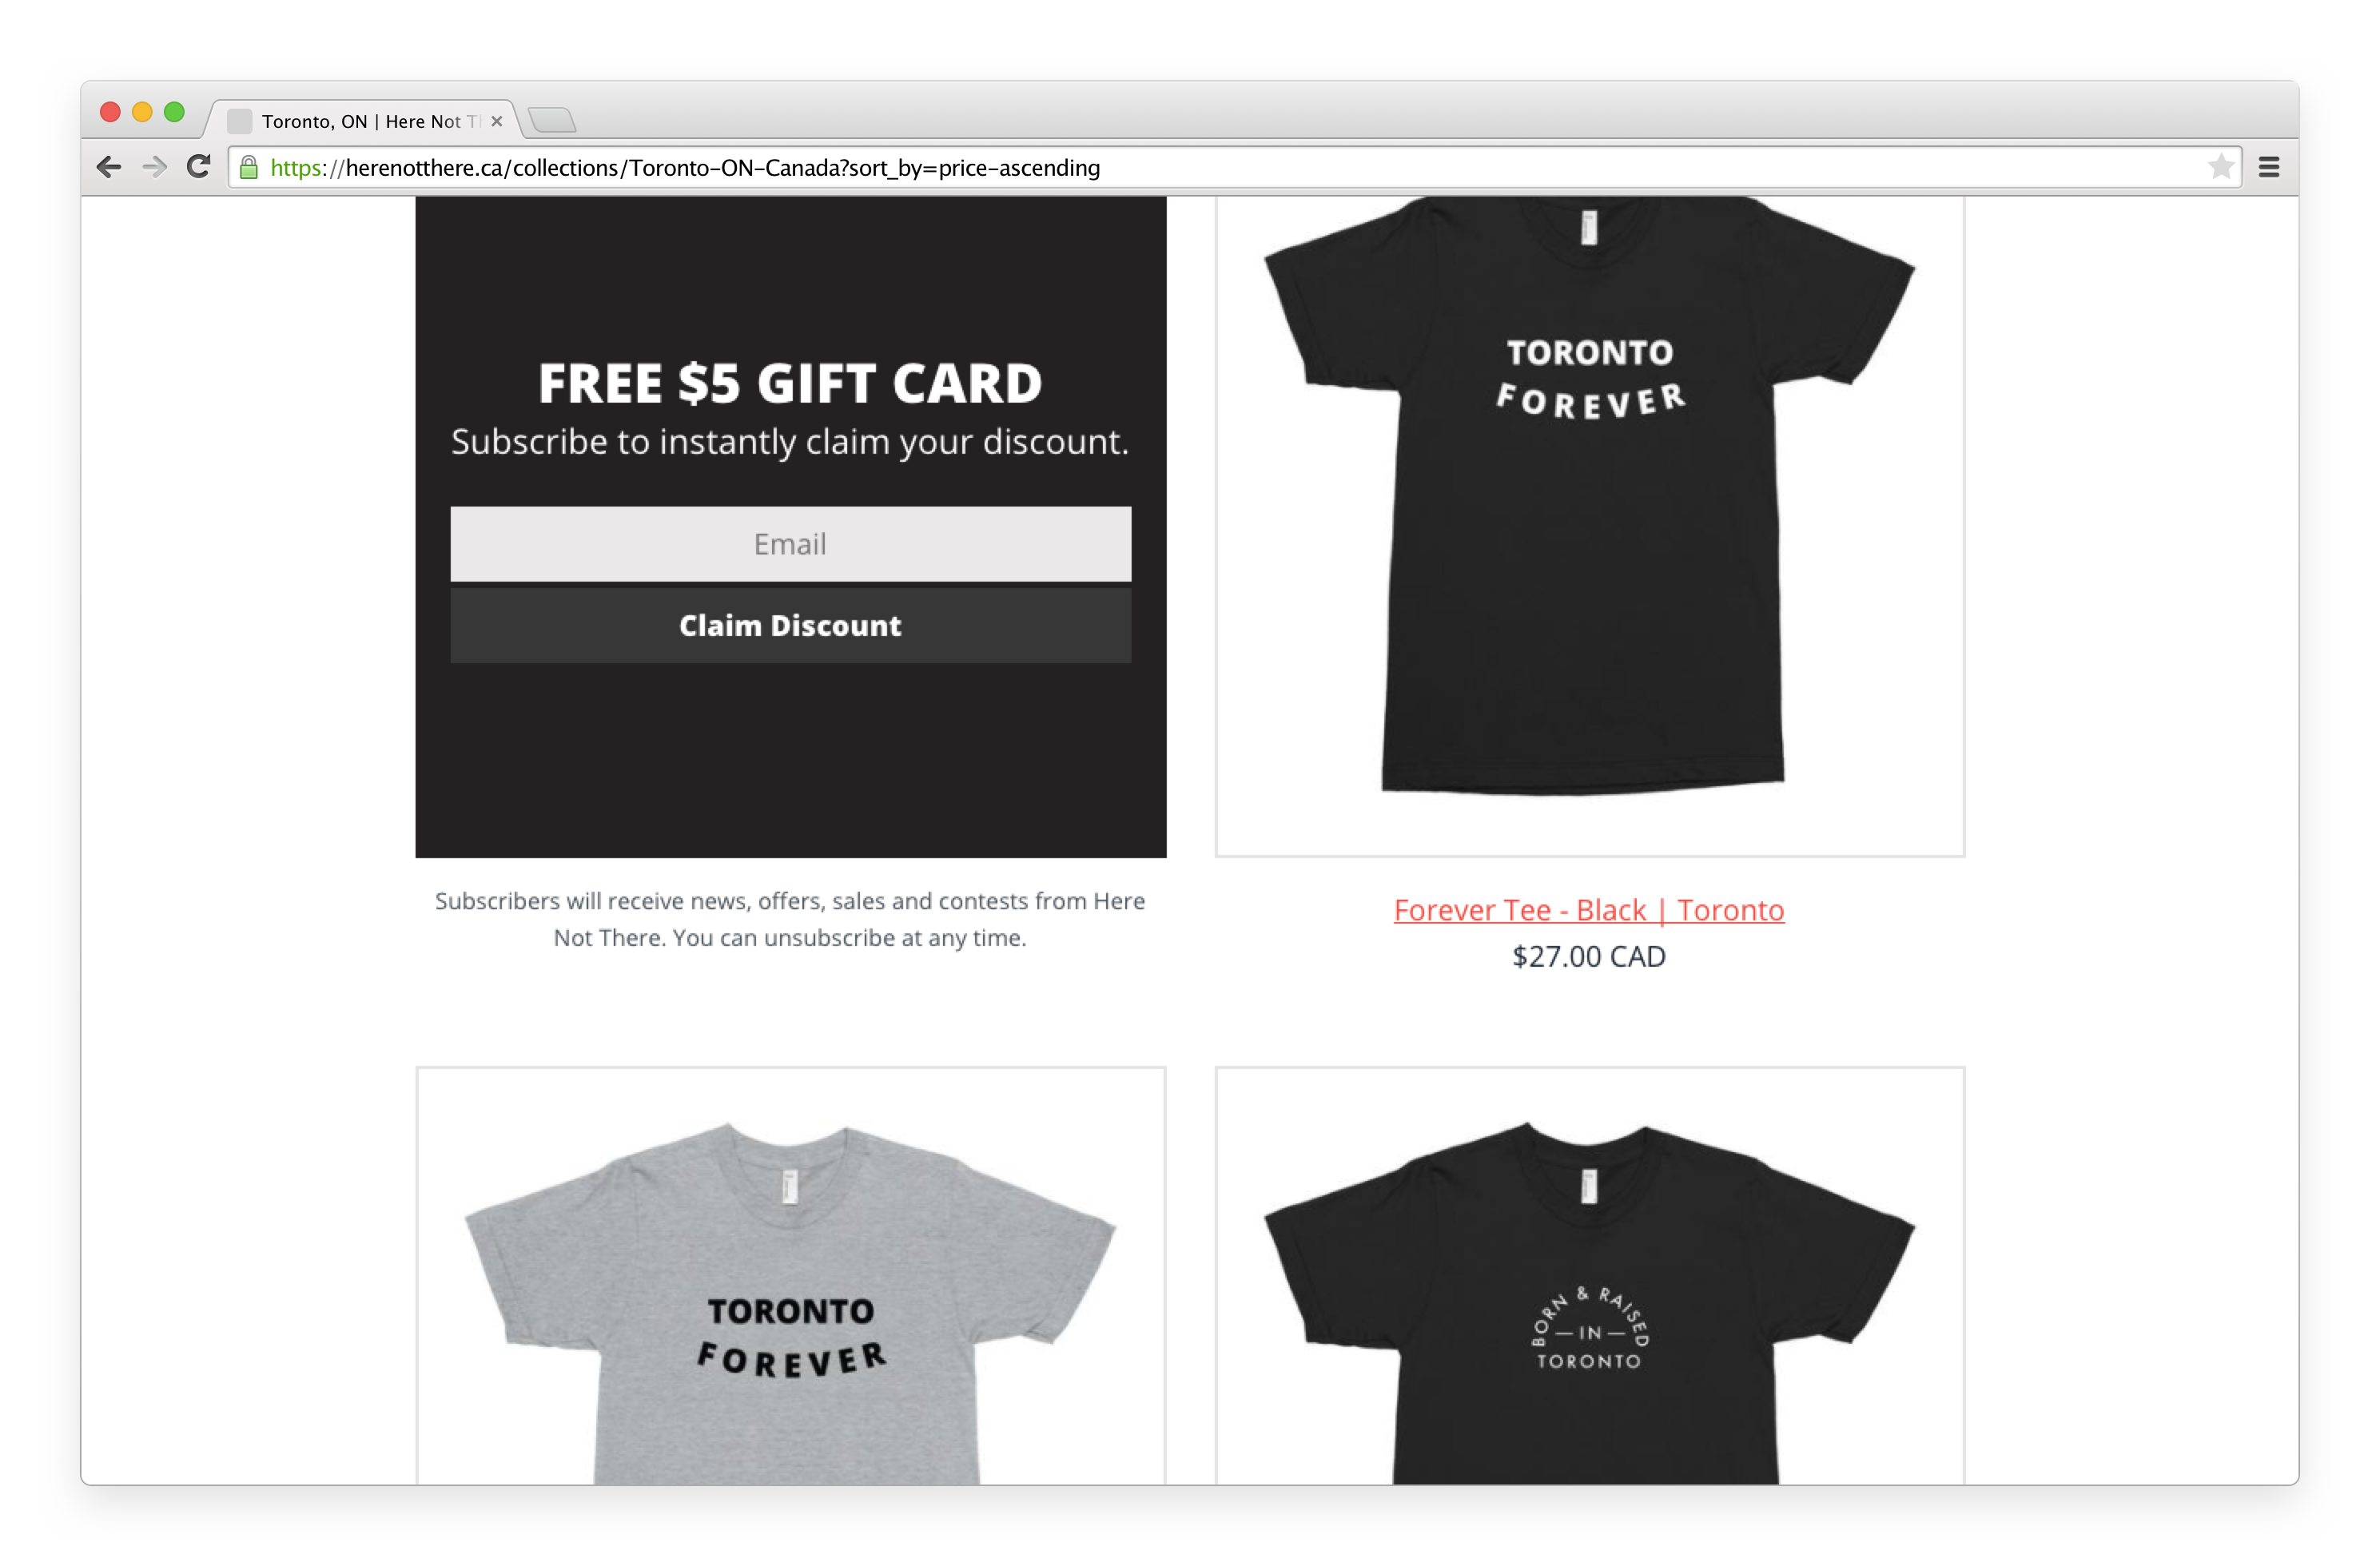 Toronto, ON | Here Not T
https://herenotthere.ca/collections/Toronto-ON-Canada?sort_by=price-ascending
FREE $5 GIFT CARD
Subscribe to instantly claim your discount.
Email
Claim Discount
Subscribers will receive news, offers, sales and contests from Here
Not There. You can unsubscribe at any time.
TORONTO
FOREVER
Forever Tee - Black | Toronto
$27.00 CAD
TORONTO
FOREVER
BORN & RAISED
— IN —
TORONTO